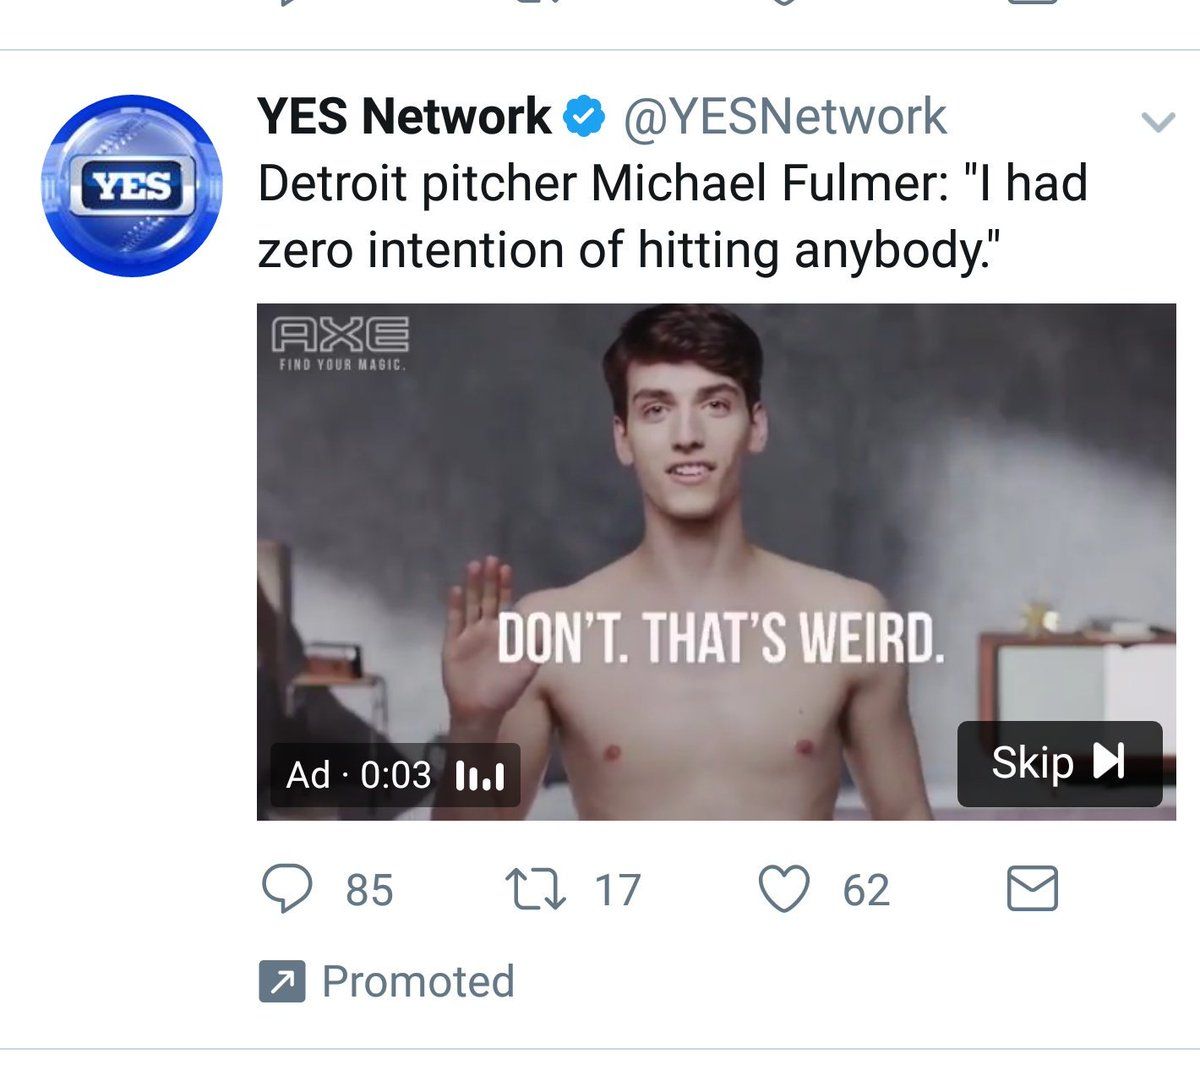 YES Network @YESNetwork
YES
Detroit pitcher Michael Fulmer: "I had
zero intention of hitting anybody."
AXE
FIND YOUR MAGIC.
DON'T. THAT'S WEIRD.
Ad · 0:03
Skip
85 17 62
Promoted